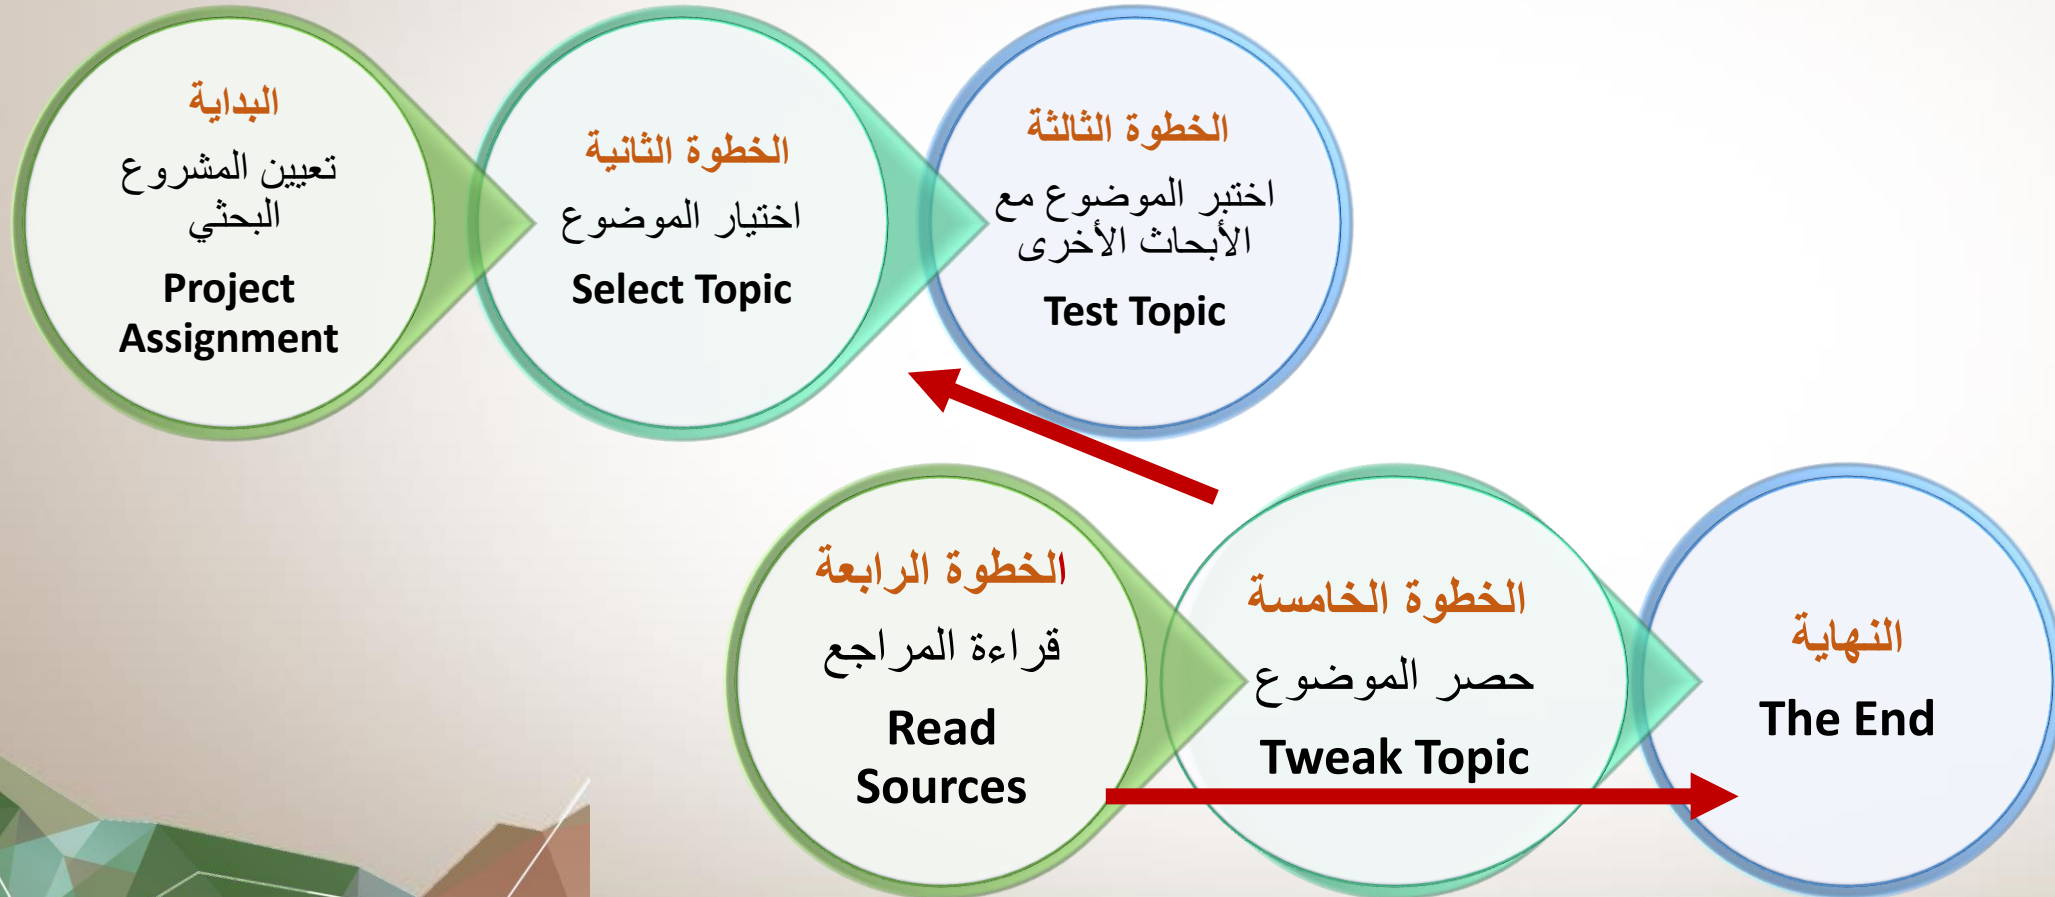 البداية
تعيين المشروع
البحثي
Project
Assignment
الخطوة الثانية
اختيار الموضوع
Select Topic
الخطوة الثالثة
اختبر الموضوع مع
الأبحاث الأخرى
Test Topic
الخطوة الرابعة
قراءة المراجع
Read
Sources
الخطوة الخامسة
حصر الموضوع
Tweak Topic
النهاية
The End